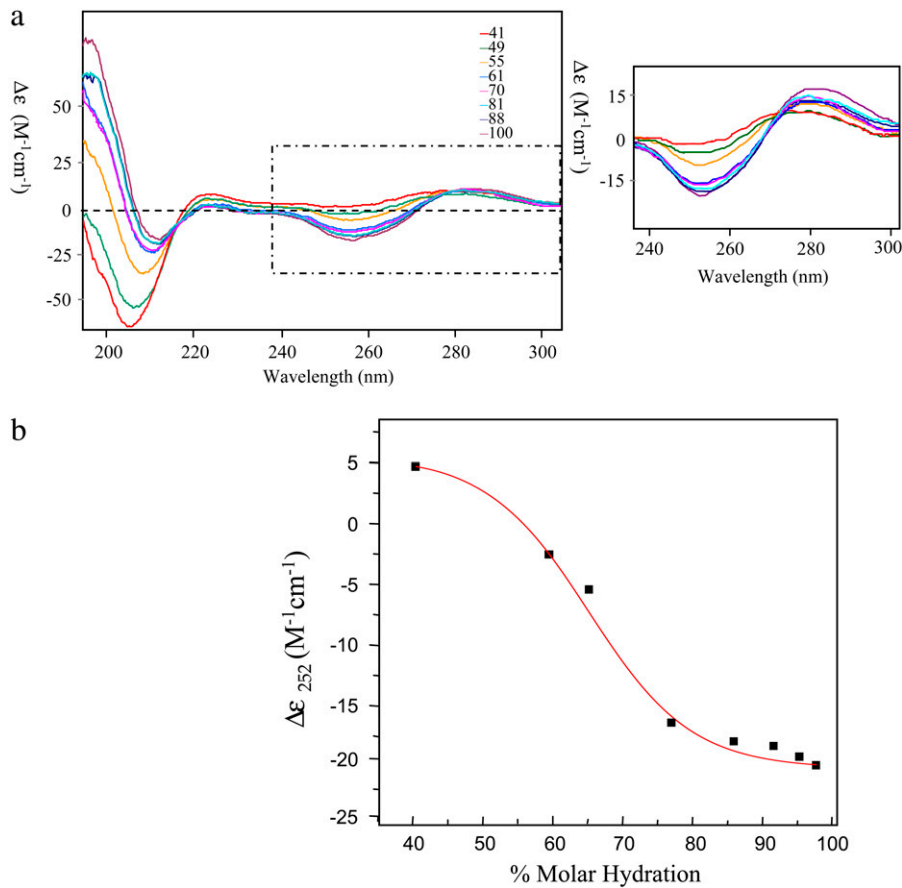 a
41
49
55
61
70
81
88
100
Δε (M⁻¹cm⁻¹)
50
25
0
-25
-50
200 220 240 260 280 300
Wavelength (nm)
Δε (M⁻¹cm⁻¹)
15
0
-15
240 260 280 300
Wavelength (nm)
b
Δε 252 (M⁻¹cm⁻¹)
5
0
-5
-10
-15
-20
-25
40 50 60 70 80 90 100
% Molar Hydration